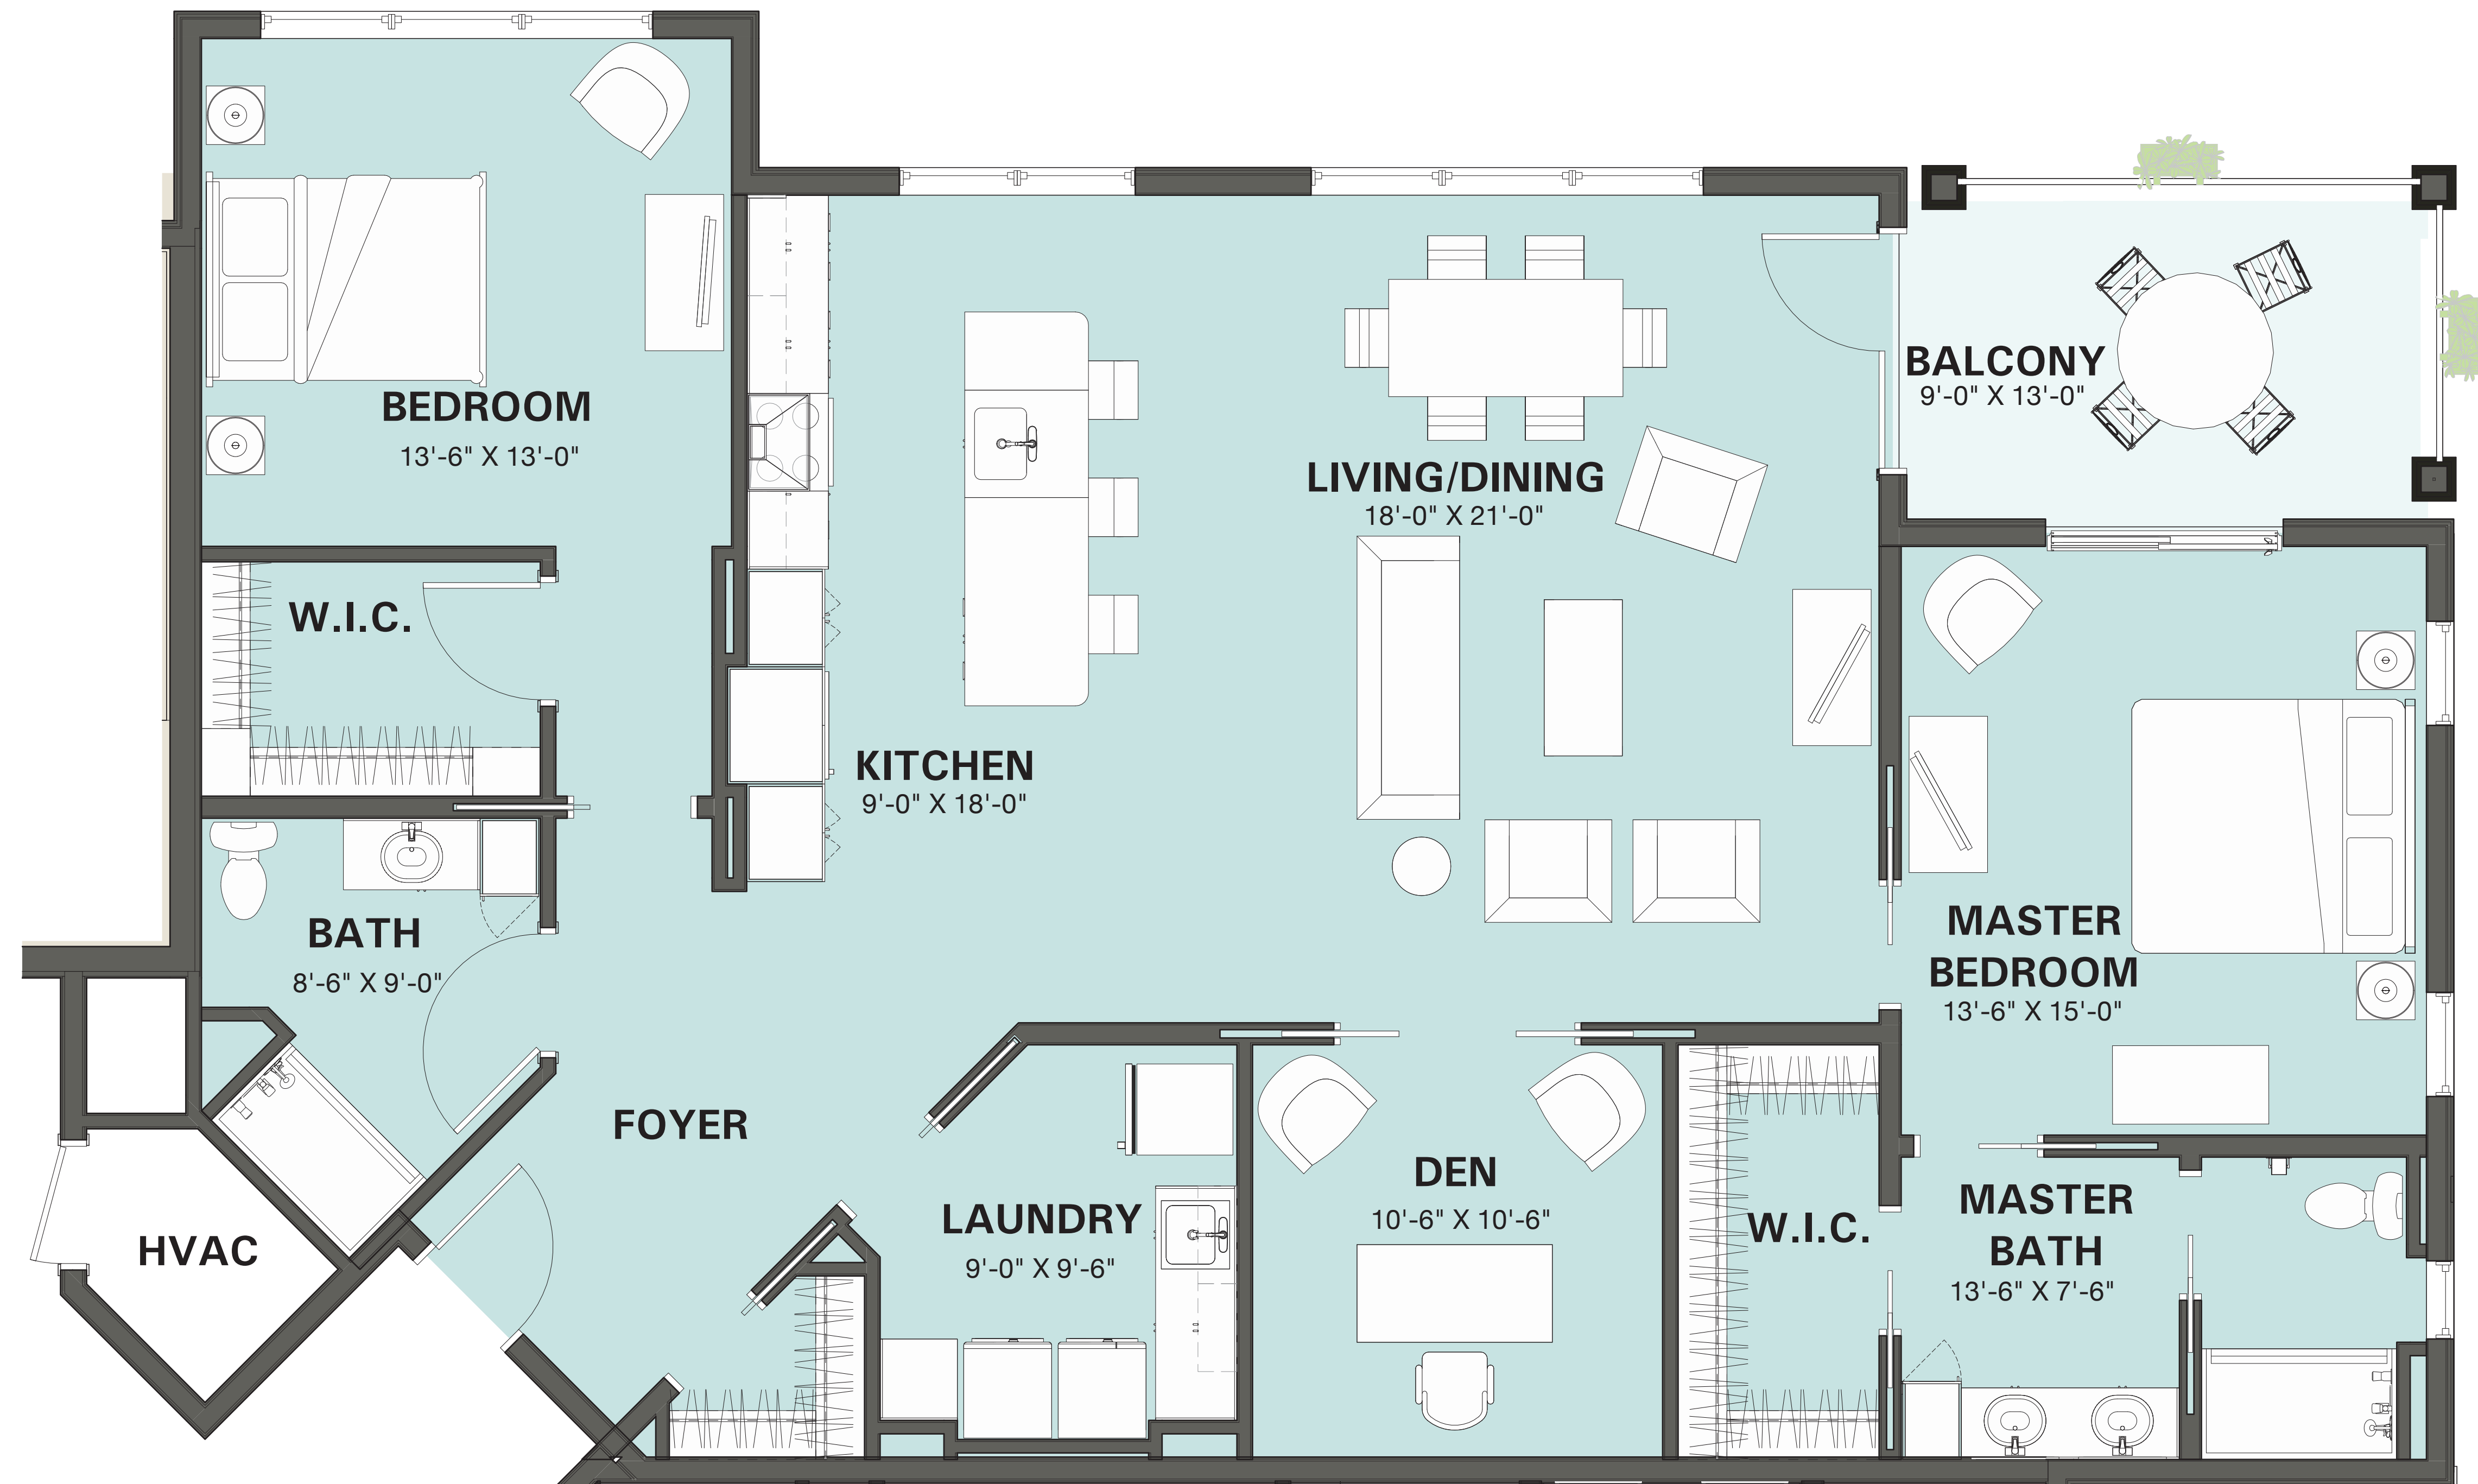 BEDROOM
13'-6" X 13'-0"
W.I.C.
BATH
8'-6" X 9'-0"
HVAC
FOYER
KITCHEN
9'-0" X 18'-0"
LIVING/DINING
18'-0" X 21'-0"
BALCONY
9'-0" X 13'-0"
MASTER
BEDROOM
13'-6" X 15'-0"
LAUNDRY
9'-0" X 9'-6"
DEN
10'-6" X 10'-6"
W.I.C.
MASTER
BATH
13'-6" X 7'-6"